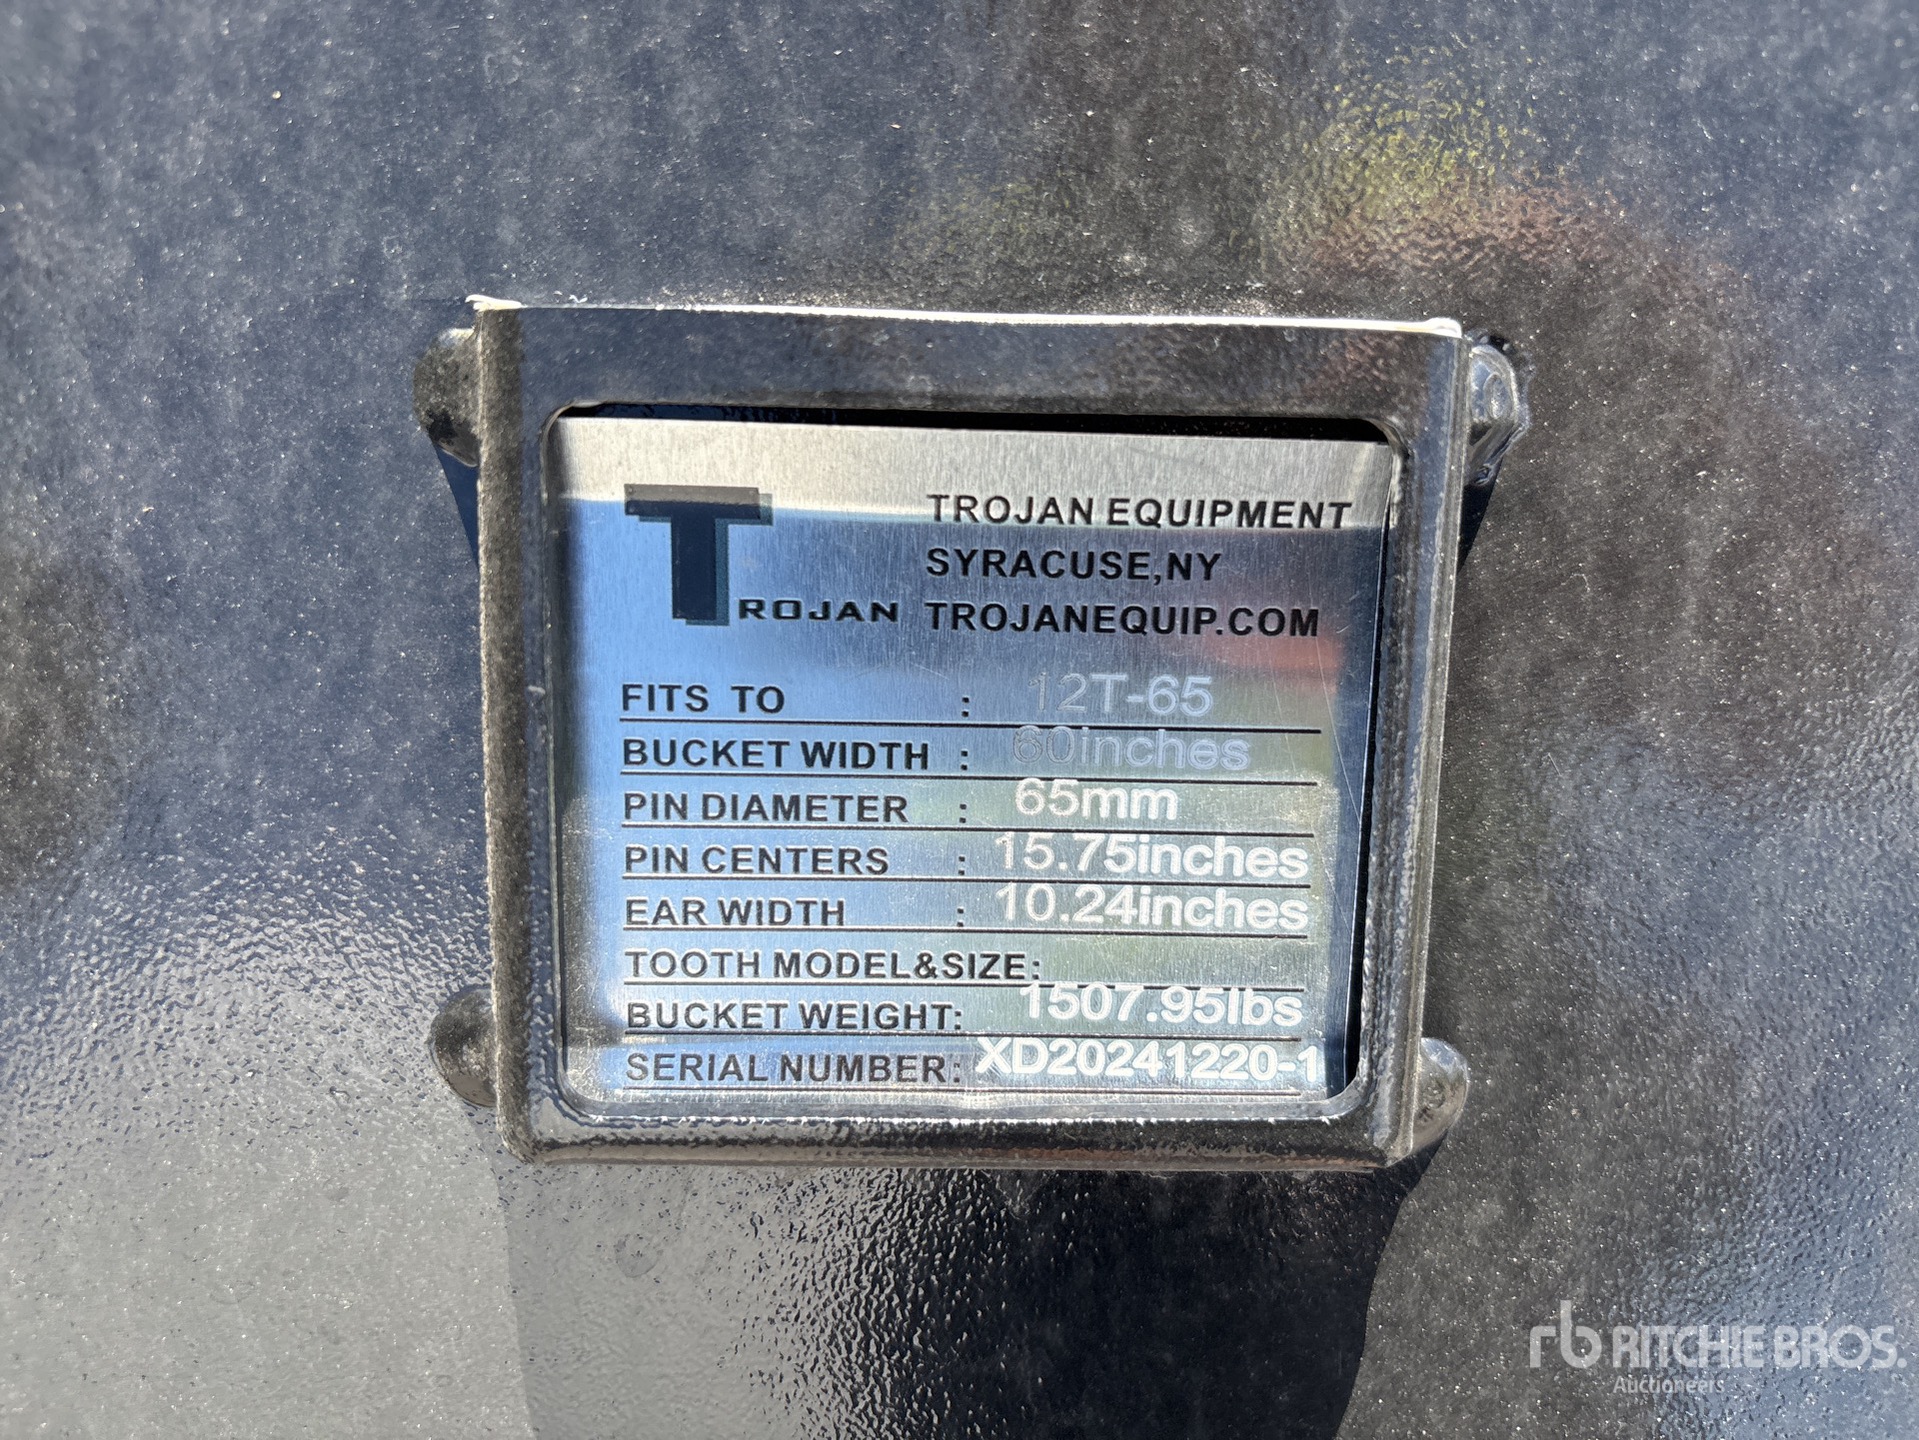 TROJAN
TROJAN EQUIPMENT
SYRACUSE,NY
TROJANEQUIP.COM
FITS TO : 12T-65
BUCKET WIDTH : 60inches
PIN DIAMETER : 65mm
PIN CENTERS : 15.75inches
EAR WIDTH : 10.24inches
TOOTH MODEL&SIZE:
BUCKET WEIGHT: 1507.95lbs
SERIAL NUMBER: XD20241220-1
rb RITCHIE BROS.
Auctioneers